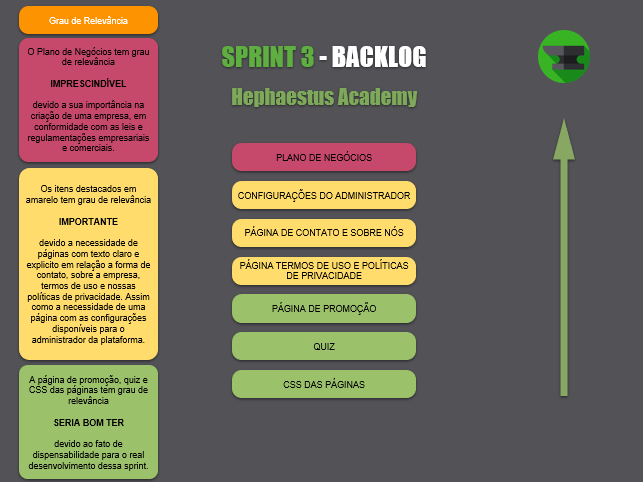 Grau de Relevância
O Plano de Negócios tem grau
de relevância
IMPRESCINDÍVEL
devido a sua importância na
criação de uma empresa, em
conformidade com as leis e
regulamentações empresariais
e comerciais.
Os itens destacados em
amarelo tem grau de relevância
IMPORTANTE
devido a necessidade de
páginas com texto claro e
explicito em relação a forma de
contato, sobre a empresa,
termos de uso e nossas
políticas de privacidade. Assim
como a necessidade de uma
página com as configurações
disponíveis para o
administrador da plataforma.
A página de promoção, quiz e
CSS das páginas tem grau de
relevância
SERIA BOM TER
devido ao fato de
dispensabilidade para o real
desenvolvimento dessa sprint.
SPRINT 3 - BACKLOG
Hephaestus Academy
PLANO DE NEGÓCIOS
CONFIGURAÇÕES DO ADMINISTRADOR
PÁGINA DE CONTATO E SOBRE NÓS
PÁGINA TERMOS DE USO E POLÍTICAS
DE PRIVACIDADE
PÁGINA DE PROMOÇÃO
QUIZ
CSS DAS PÁGINAS